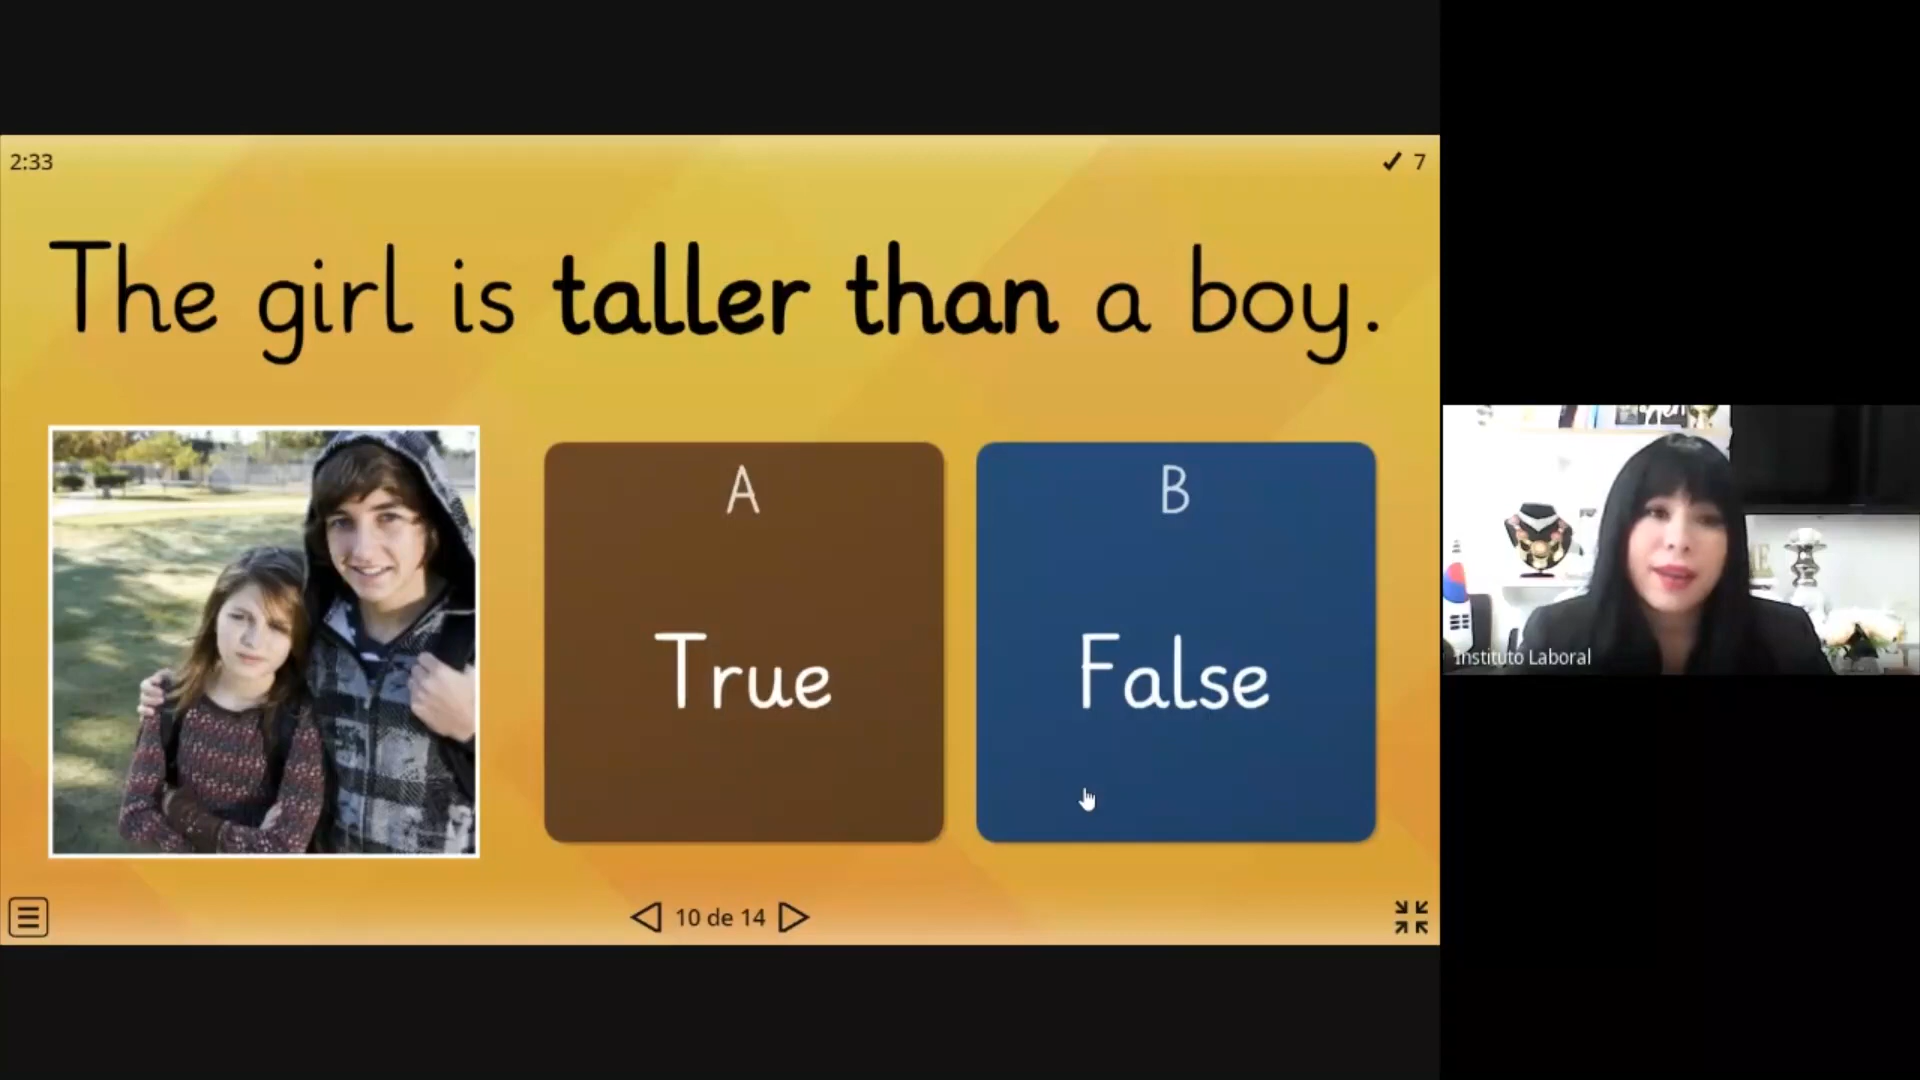 2:33
✓ 7
The girl is taller than a boy.
A
True
B
False
10 de 14
Instituto Laboral